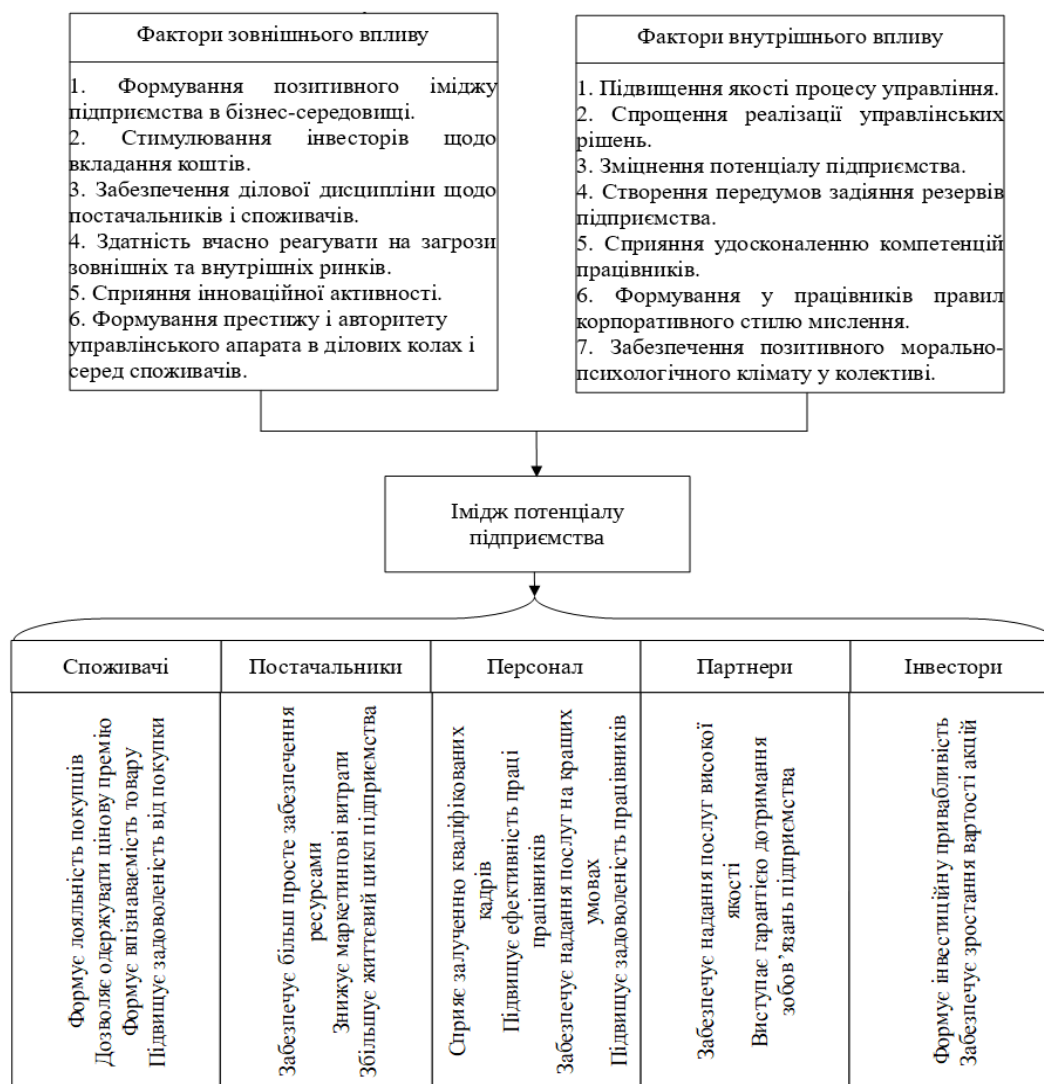 Фактори зовнішнього впливу
1. Формування позитивного іміджу
підприємства в бізнес-середовищі.
2. Стимулювання інвесторів щодо
вкладання коштів.
3. Забезпечення ділової дисципліни щодо
постачальників і споживачів.
4. Здатність вчасно реагувати на загрози
зовнішніх та внутрішніх ринків.
5. Сприяння інноваційної активності.
6. Формування престижу і авторитету
управлінського апарата в ділових колах і
серед споживачів.
Фактори внутрішнього впливу
1. Підвищення якості процесу управління.
2. Спрощення реалізації управлінських
рішень.
3. Зміцнення потенціалу підприємства.
4. Створення передумов задіяння резервів
підприємства.
5. Сприяння удосконаленню компетенцій
працівників.
6. Формування у працівників правил
корпоративного стилю мислення.
7. Забезпечення позитивного морально-
психологічного клімату у колективі.
Імідж потенціалу
підприємства
Споживачі
Постачальники
Персонал
Партнери
Інвестори
Формує лояльність покупців
Дозволяє одержувати цінову премію
Формує впізнаваємість товару
Підвищує задоволеність від покупки
Забезпечує більш просте забезпечення
ресурсами
Знижує маркетингові витрати
Збільшує життєвий цикл підприємства
Сприяє залученню кваліфікованих
кадрів
Підвищує ефективність праці
працівників
Забезпечує надання послуг на кращих
умовах
Підвищує задоволеність працівників
Забезпечує надання послуг високої
якості
Виступає гарантією дотримання
зобов’язань підприємства
Формує інвестиційну привабливість
Забезпечує зростання вартості акцій